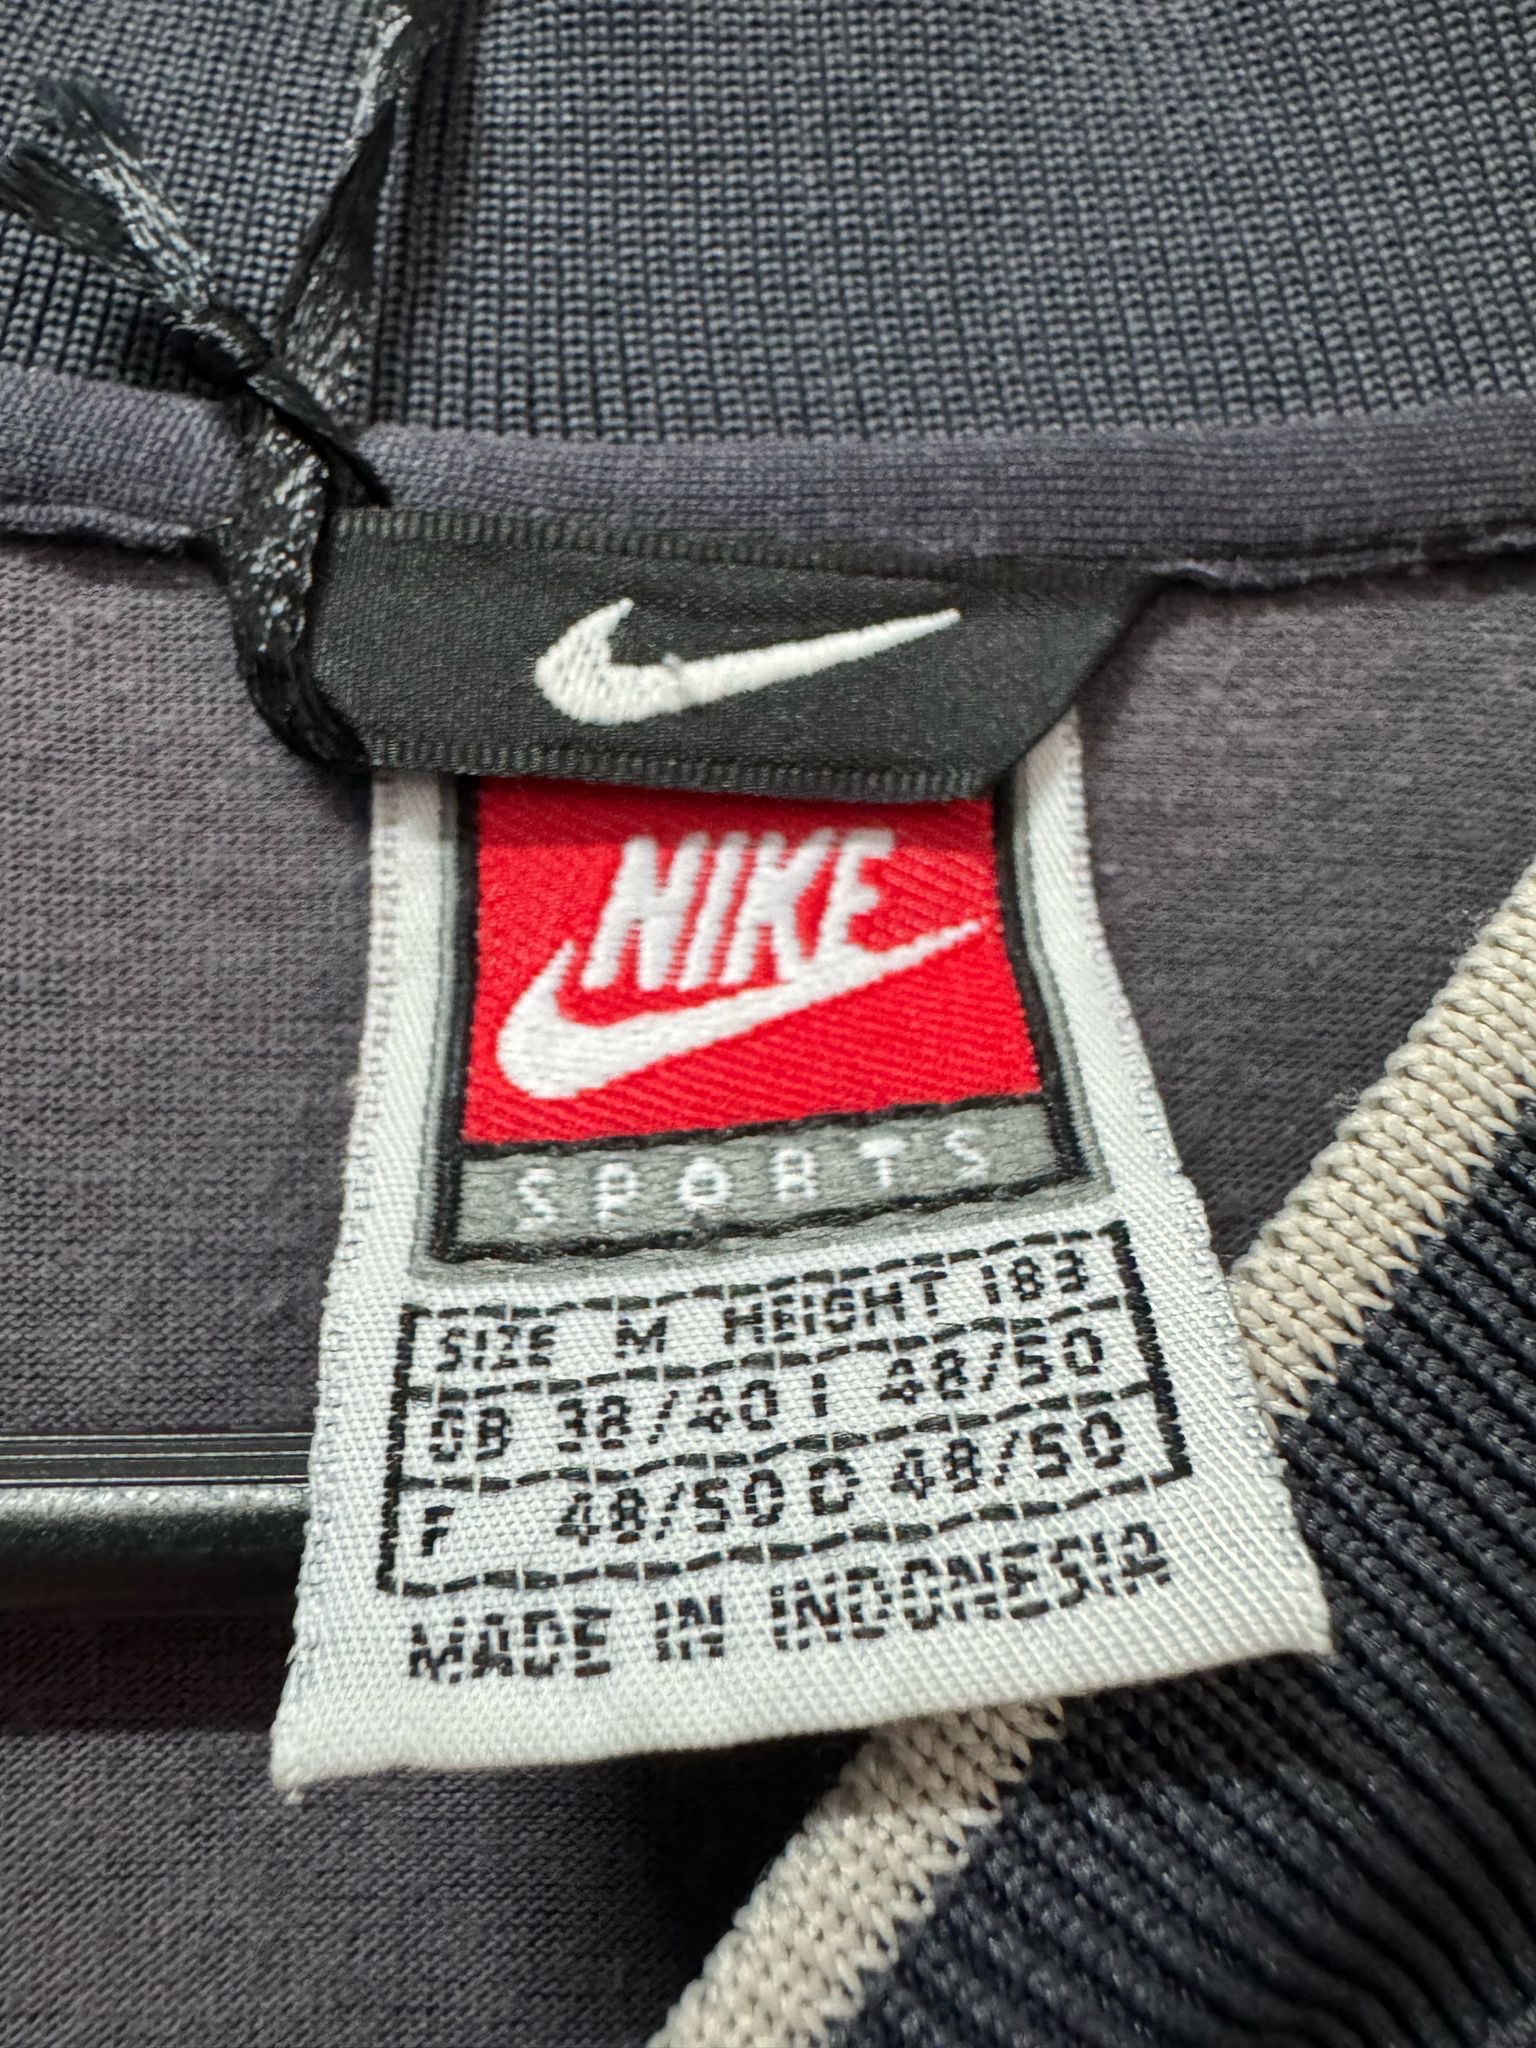 NIKE
SPORTS
SIZE M HEIGHT 183
GB 38/40 I 48/50
F 48/50 D 48/50
MADE IN INDONESIA